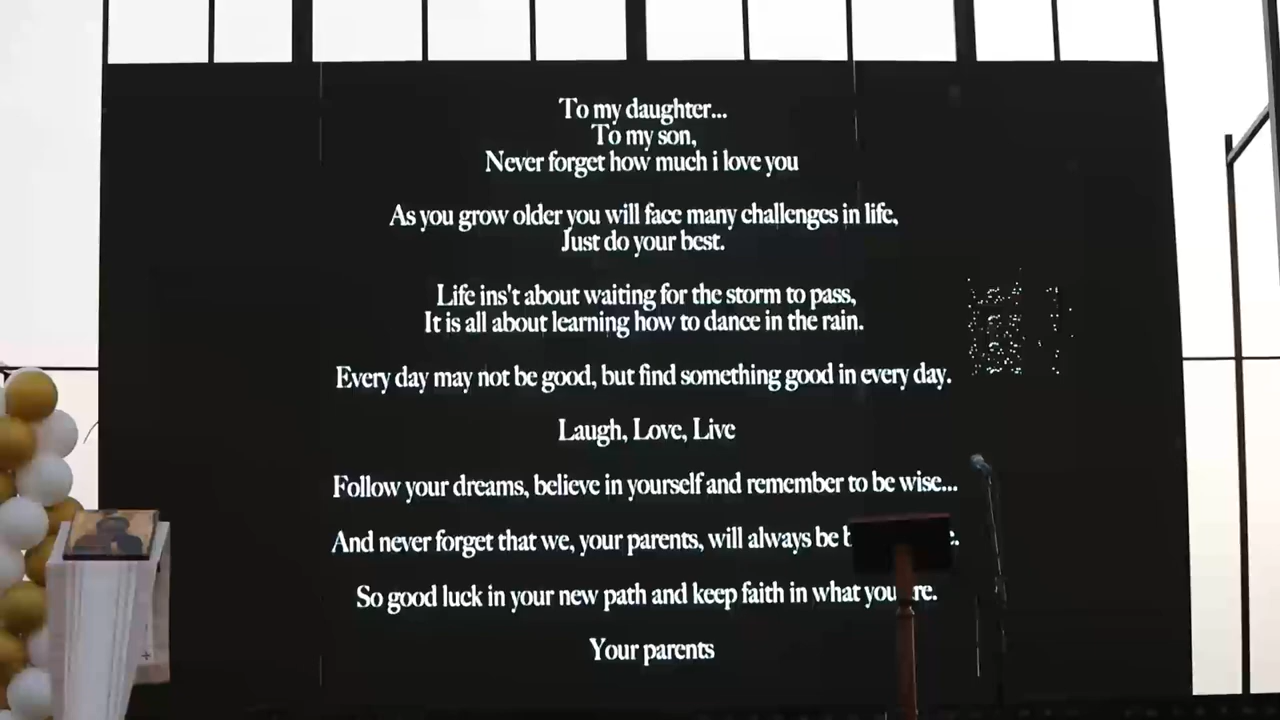 To my daughter...
To my son,
Never forget how much i love you
As you grow older you will face many challenges in life,
Just do your best.
Life ins't about waiting for the storm to pass,
It is all about learning how to dance in the rain.
Every day may not be good, but find something good in every day.
Laugh, Love, Live
Follow your dreams, believe in yourself and remember to be wise...
And never forget that we, your parents, will always be
So good luck in your new path and keep faith in what you
Your parents